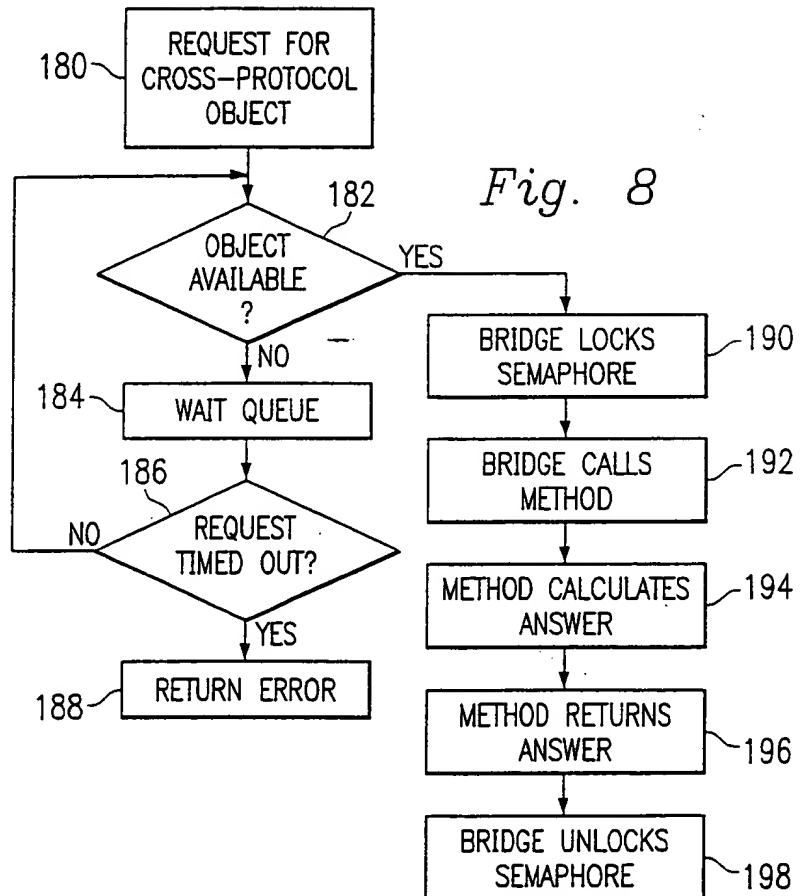 180
REQUEST FOR
CROSS-PROTOCOL
OBJECT
Fig. 8
182
OBJECT
AVAILABLE
?
YES
NO
184
WAIT QUEUE
186
REQUEST
TIMED OUT?
NO
YES
188
RETURN ERROR
BRIDGE LOCKS
SEMAPHORE
190
BRIDGE CALLS
METHOD
192
METHOD CALCULATES
ANSWER
194
METHOD RETURNS
ANSWER
196
BRIDGE UNLOCKS
SEMAPHORE
198